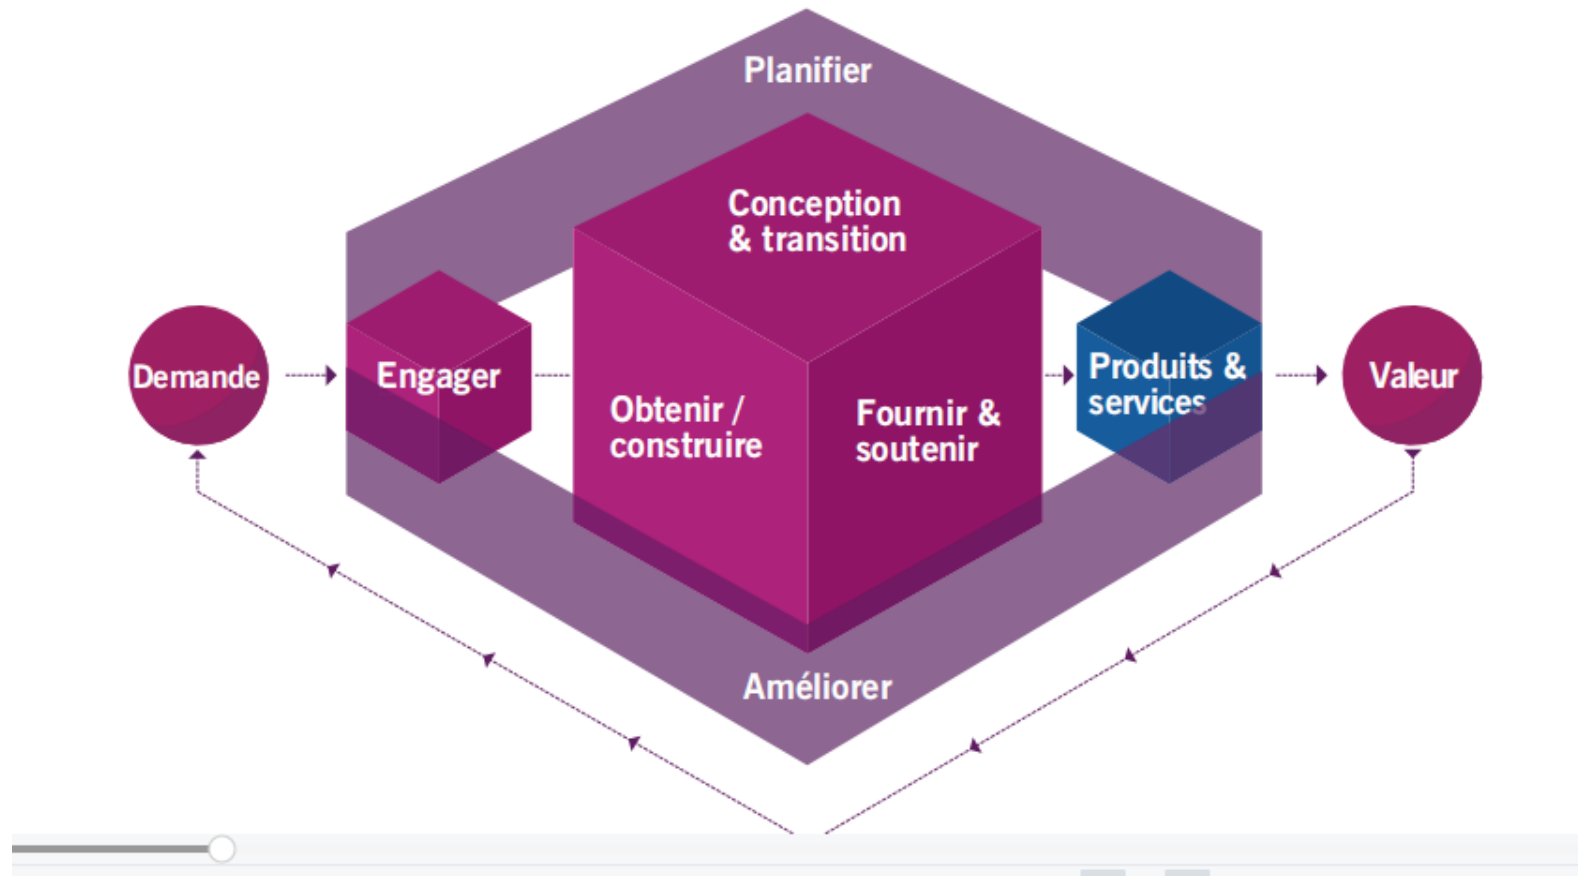 Planifier
Conception
& transition
Demande
Engager
Obtenir /
construire
Fournir &
soutenir
Produits &
services
Valeur
Améliorer